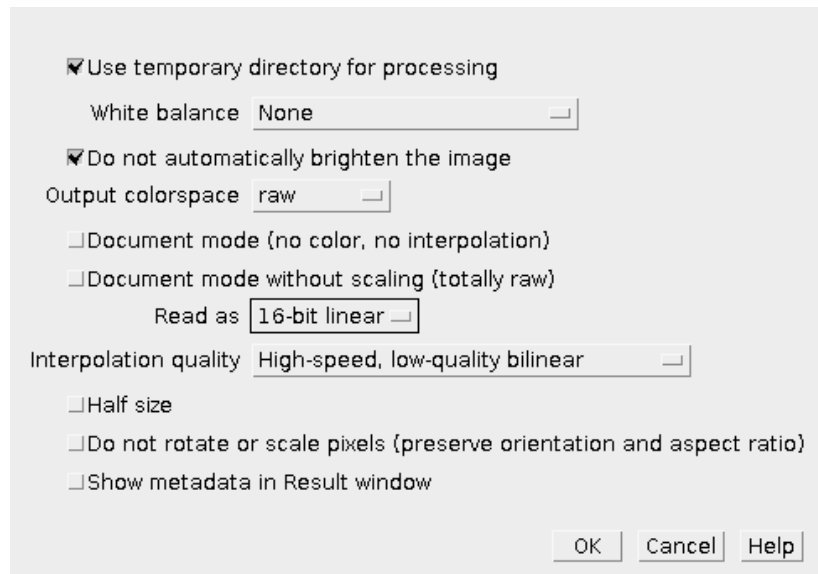 Use temporary directory for processing
White balance None
Do not automatically brighten the image
Output colorspace raw
Document mode (no color, no interpolation)
Document mode without scaling (totally raw)
Read as 16-bit linear
Interpolation quality High-speed, low-quality bilinear
Half size
Do not rotate or scale pixels (preserve orientation and aspect ratio)
Show metadata in Result window
OK Cancel Help